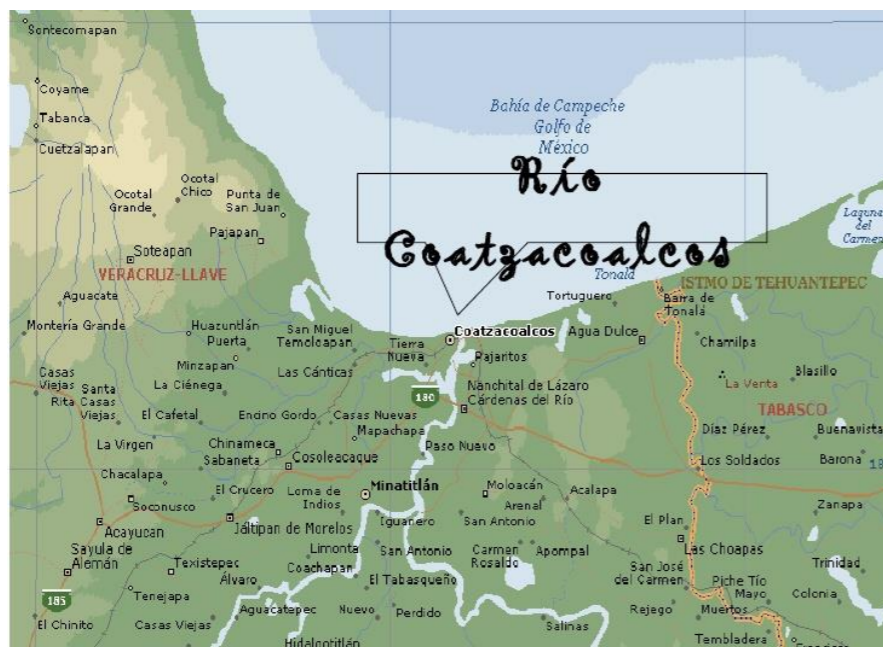 Sontecomapan
Coyame
Tabanca
Cuetzalapan
Bahía de Campeche
Golfo de
México
Río
Coatzacoalcos
Ocotal
Chico
Ocotal
Grande
Punta de
San Juan
Pajapan
Soteapan
VERACRUZ-LLAVE
Laguna
del
Carmen
Tonalá
ISTMO DE TEHUANTEPEC
Aguacate
Montería Grande
Huazuntlán
Puerta
Minzapan
San Miguel
Temoloapan
Tierra
Nueva
Coatzacoalcos
Tortuguero
Barra de
Tonalá
Agua Dulce
Chamilpa
Pajaritos
Las Cánticas
La Ciénega
Casas
Viejas
Santa
Rita Casas
Viejas
180
Nanchital de Lázaro
Cárdenas del Río
Blasillo
La Venta
TABASCO
El Cafetal
Encino Gordo
Casas Nuevas
Mapachapa
Díaz Pérez
Buenavista
La Virgen
Chinameca
Sabaneta
Cosoleacaque
Paso Nuevo
Los Soldados
Barona
18
Chacalapa
Soconusco
El Crucero
Loma de
Indios
Minatitlán
Moloacán
Arenal
Acalapa
Zanapa
Acayucan
Jáltipan de Morelos
Iguanero
San Antonio
El Plan
Sayula de
Alemán
Texistepec
Limonta
San Antonio
Carmen
Rosaldo
Apompal
Las Choapas
Coachapan
Álvaro
El Tabasqueño
San José
del Carmen
Piche Tío
Mayo
Trinidad
Colonia
185
Tenejapa
Aguacatepec
Nuevo
Perdido
Rejego
Muertos
El Chinito
Casas Viejas
Hidalgotitlán
Salinas
Tembladera
Francisco